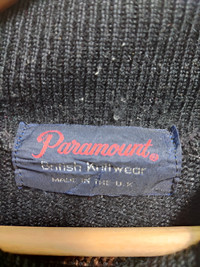 Paramount®
British Knitwear
MADE IN THE U.K